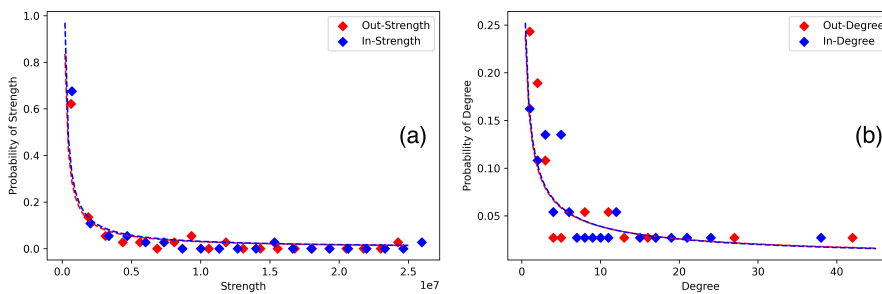 1.0
0.8
0.6
0.4
0.2
0.0
Probability of Strength
0.0
0.5
1.0
1.5
2.0
2.5
1e7
Strength
Out-Strength
In-Strength
(a)
0.25
0.20
0.15
0.10
0.05
Probability of Degree
0
10
20
30
40
Degree
Out-Degree
In-Degree
(b)